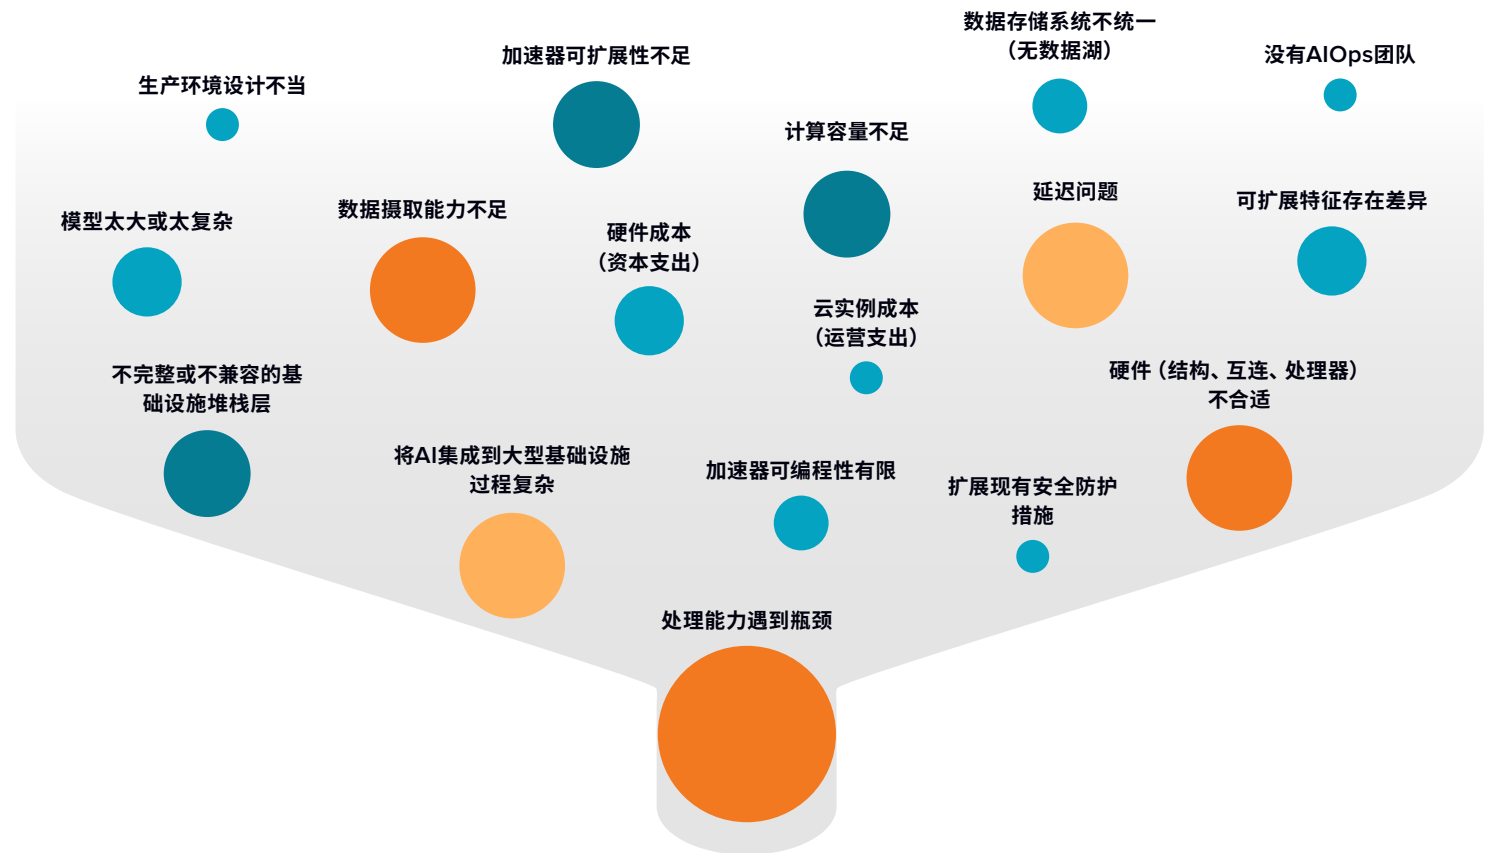 数据存储系统不统一
（无数据湖）
加速器可扩展性不足
没有AIOps团队
生产环境设计不当
计算容量不足
延迟问题
可扩展特征存在差异
数据摄取能力不足
模型太大或太复杂
硬件成本
（资本支出）
云实例成本
（运营支出）
不完整或不兼容的基
础设施堆栈层
硬件（结构、互连、处理器）
不合适
将AI集成到大型基础设施
过程复杂
加速器可编程性有限
扩展现有安全防护
措施
处理能力遇到瓶颈